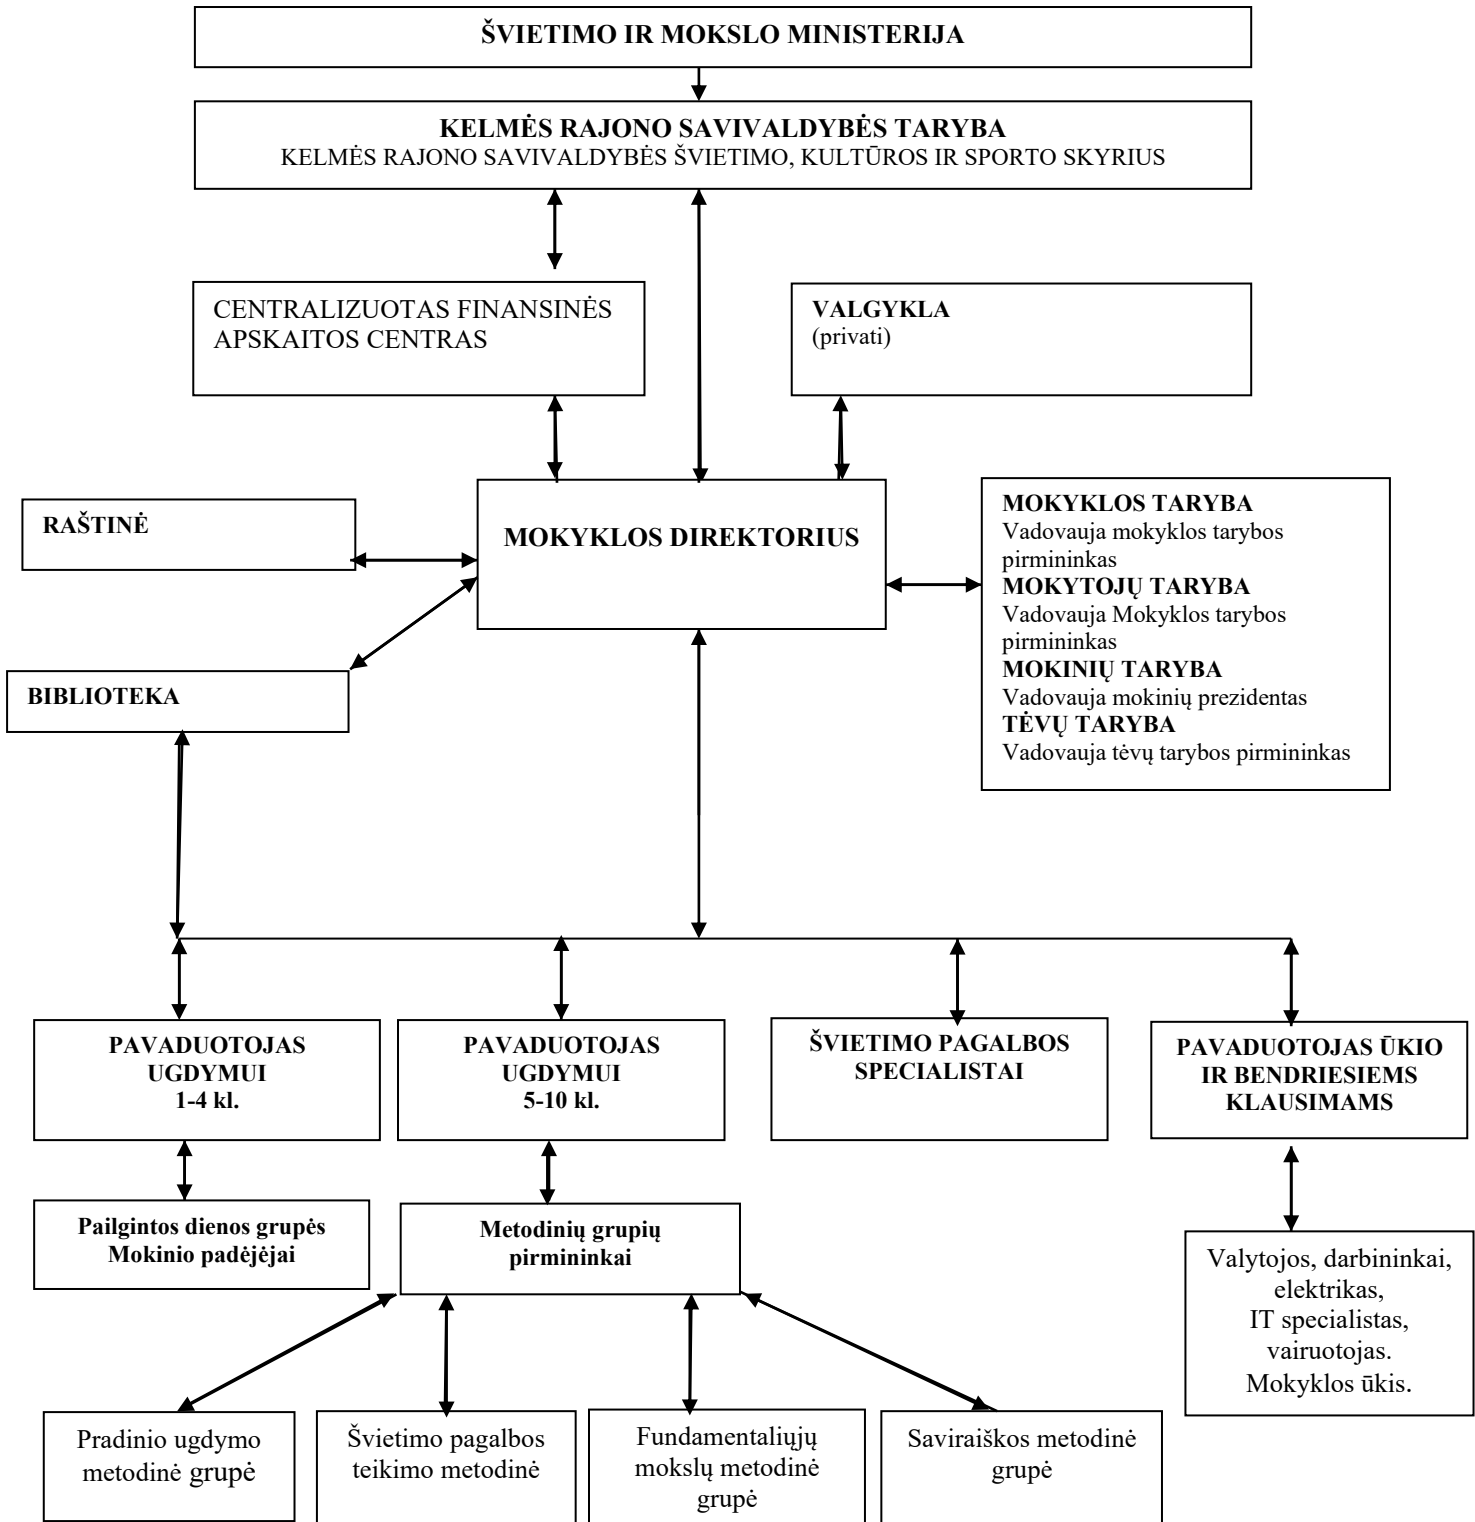 ŠVIETIMO IR MOKSLO MINISTERIJA
KELMĖS RAJONO SAVIVALDYBĖS TARYBA
KELMĖS RAJONO SAVIVALDYBĖS ŠVIETIMO, KULTŪROS IR SPORTO SKYRIUS
CENTRALIZUOTAS FINANSINĖS
APSKAITOS CENTRAS
VALGYKLA
(privati)
RAŠTINĖ
MOKYKLOS DIREKTORIUS
MOKYKLOS TARYBA
Vadovauja mokyklos tarybos
pirmininkas
MOKYTOJŲ TARYBA
Vadovauja Mokyklos tarybos
pirmininkas
MOKINIŲ TARYBA
Vadovauja mokinių prezidentas
TĖVŲ TARYBA
Vadovauja tėvų tarybos pirmininkas
BIBLIOTEKA
PAVADUOTOJAS
UGDYMUI
1-4 kl.
PAVADUOTOJAS
UGDYMUI
5-10 kl.
ŠVIETIMO PAGALBOS
SPECIALISTAI
PAVADUOTOJAS ŪKIO
IR BENDRIESIEMS
KLAUSIMAMS
Pailgintos dienos grupės
Mokinio padėjėjai
Metodinių grupių
pirmininkai
Valytojos, darbininkai,
elektrikas,
IT specialistas,
vairuotojas.
Mokyklos ūkis.
Pradinio ugdymo
metodinė grupė
Švietimo pagalbos
teikimo metodinė
Fundamentaliųjų
mokslų metodinė
grupė
Saviraiškos metodinė
grupė